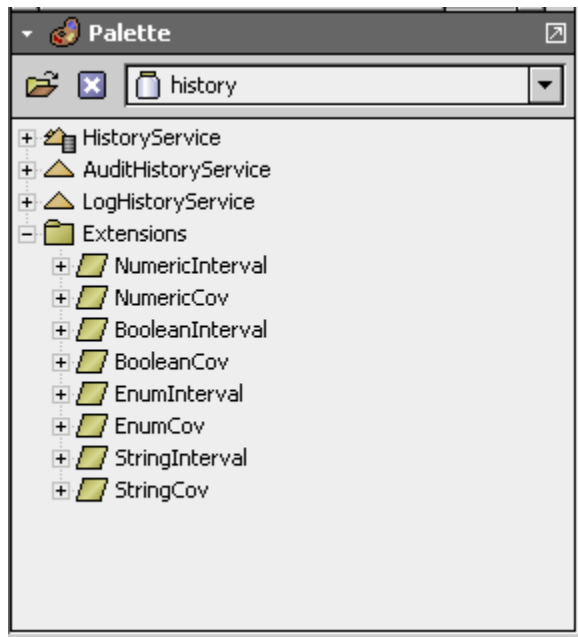 Palette
history
HistoryService
AuditHistoryService
LogHistoryService
Extensions
NumericInterval
NumericCov
BooleanInterval
BooleanCov
EnumInterval
EnumCov
StringInterval
StringCov